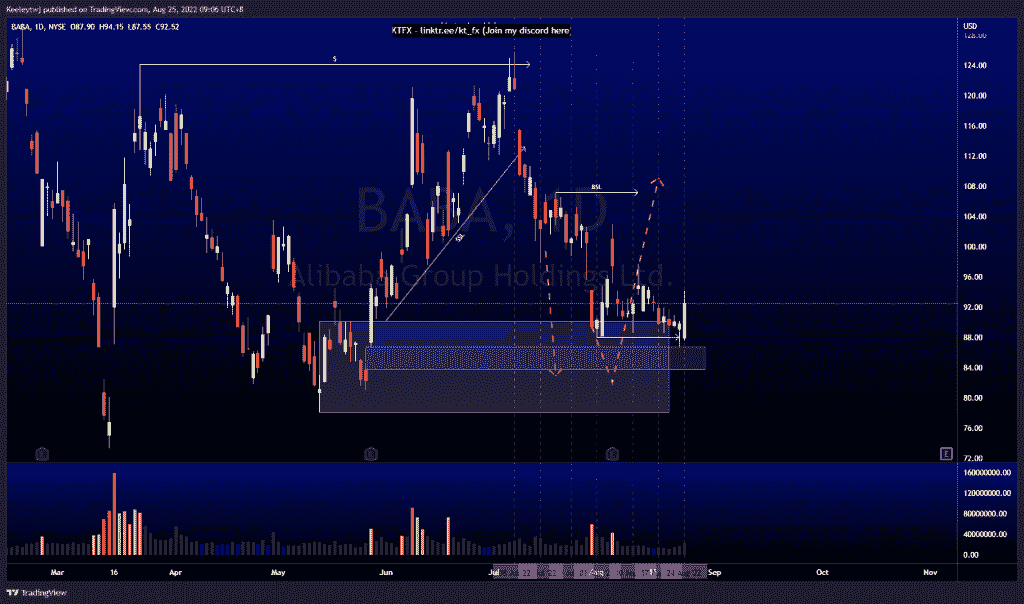 Keeleytwj published on TradingView.com, Aug 25, 2022 09:06 UTC+8
BABA, 1D, NYSE O87.90 H94.15 L87.55 C92.52
KTFX - linktr.ee/kt_fx (Join my discord here)
USD
128.00
$
124.00
120.00
116.00
112.00
BSL
108.00
BABA, 1D
104.00
SSL
100.00
Alibaba Group Holdings Ltd.
96.00
92.00
88.00
84.00
80.00
76.00
E
72.00
160000000.00
120000000.00
80000000.00
40000000.00
0.00
Mar 16 Apr May Jun Jul Aug 15 Sep Oct Nov
TradingView